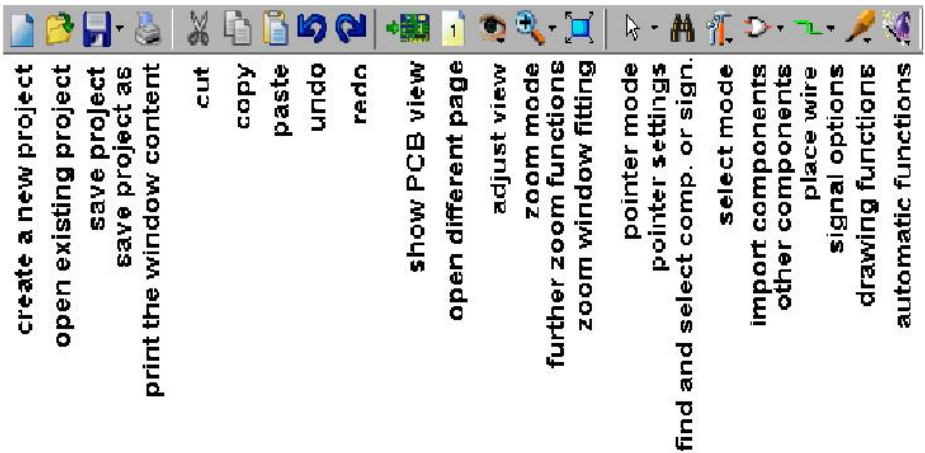 1
create a new project
open existing project
save project
save project as
print the window content
cut
copy
paste
undo
redo
show PCB view
open different page
adjust view
zoom mode
further zoom functions
zoom window fitting
pointer mode
pointer settings
find and select comp. or sign.
select mode
import components
other components
place wire
signal options
drawing functions
automatic functions